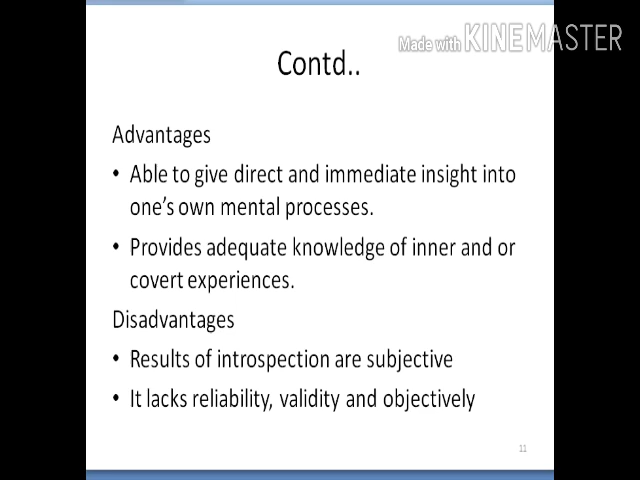 Made with KINEMASTER
Contd..
Advantages
• Able to give direct and immediate insight into
one's own mental processes.
• Provides adequate knowledge of inner and or
covert experiences.
Disadvantages
• Results of introspection are subjective
• It lacks reliability, validity and objectively
11